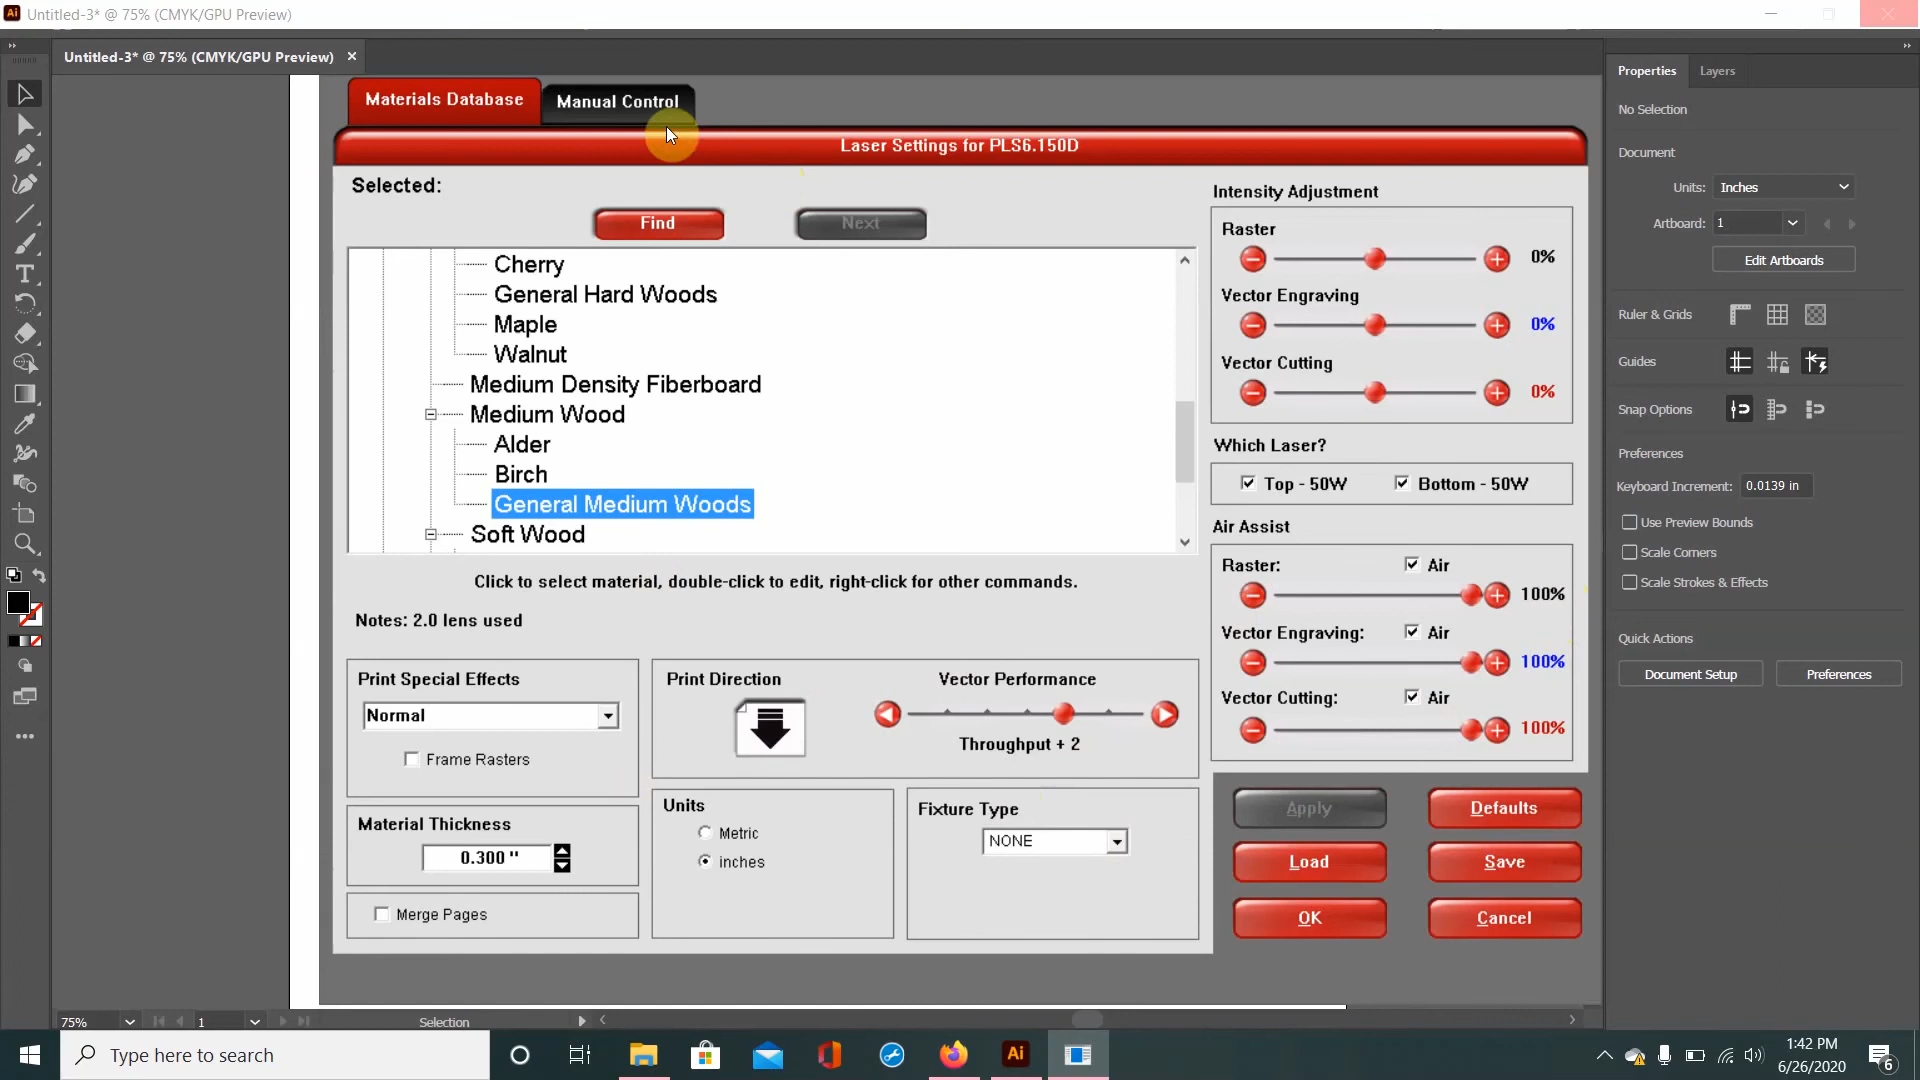 Ai Untitled-3* @ 75% (CMYK/GPU Preview)
Untitled-3* @ 75% (CMYK/GPU Preview) ×
Materials Database
Manual Control
Laser Settings for PLS6.150D
Selected:
Find
Next
Cherry
General Hard Woods
Maple
Walnut
Medium Density Fiberboard
Medium Wood
Alder
Birch
General Medium Woods
Soft Wood
Click to select material, double-click to edit, right-click for other commands.
Notes: 2.0 lens used
Print Special Effects
Normal
Frame Rasters
Material Thickness
0.300 "
Merge Pages
Print Direction
Vector Performance
Throughput + 2
Units
Metric
inches
Fixture Type
NONE
Intensity Adjustment
Raster
0%
Vector Engraving
0%
Vector Cutting
0%
Which Laser?
Top - 50W
Bottom - 50W
Air Assist
Raster:
Air
100%
Vector Engraving:
Air
100%
Vector Cutting:
Air
100%
Apply
Defaults
Load
Save
OK
Cancel
Properties
Layers
No Selection
Document
Units: Inches
Artboard: 1
Edit Artboards
Ruler & Grids
Guides
Snap Options
Preferences
Keyboard Increment: 0.0139 in
Use Preview Bounds
Scale Corners
Scale Strokes & Effects
Quick Actions
Document Setup
Preferences
75%
1
Selection
Type here to search
Ai
1:42 PM
6/26/2020
6